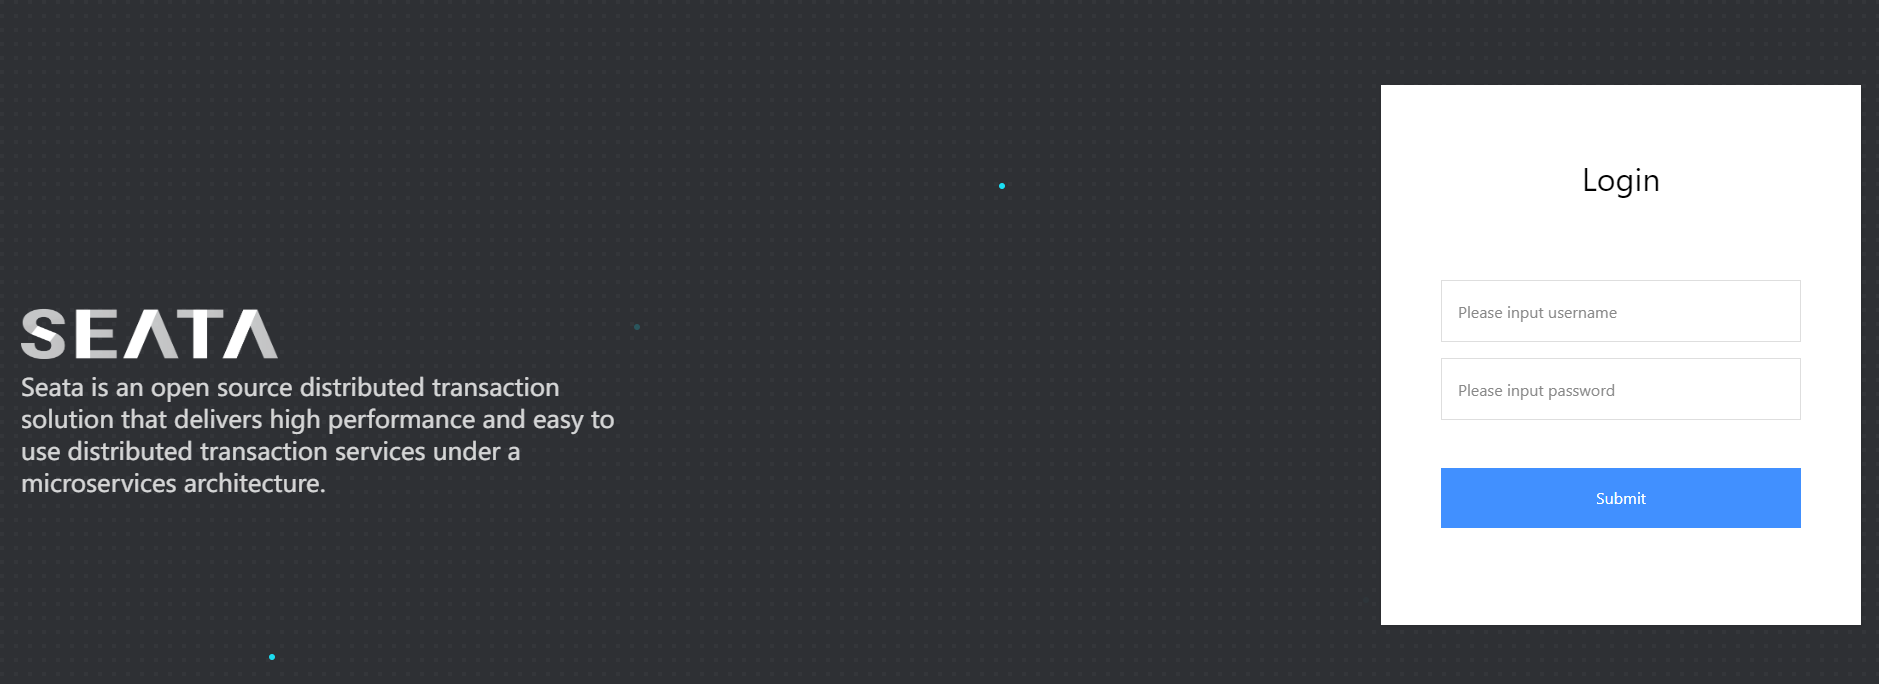 SEATA
Seata is an open source distributed transaction
solution that delivers high performance and easy to
use distributed transaction services under a
microservices architecture.
Login
Please input username
Please input password
Submit